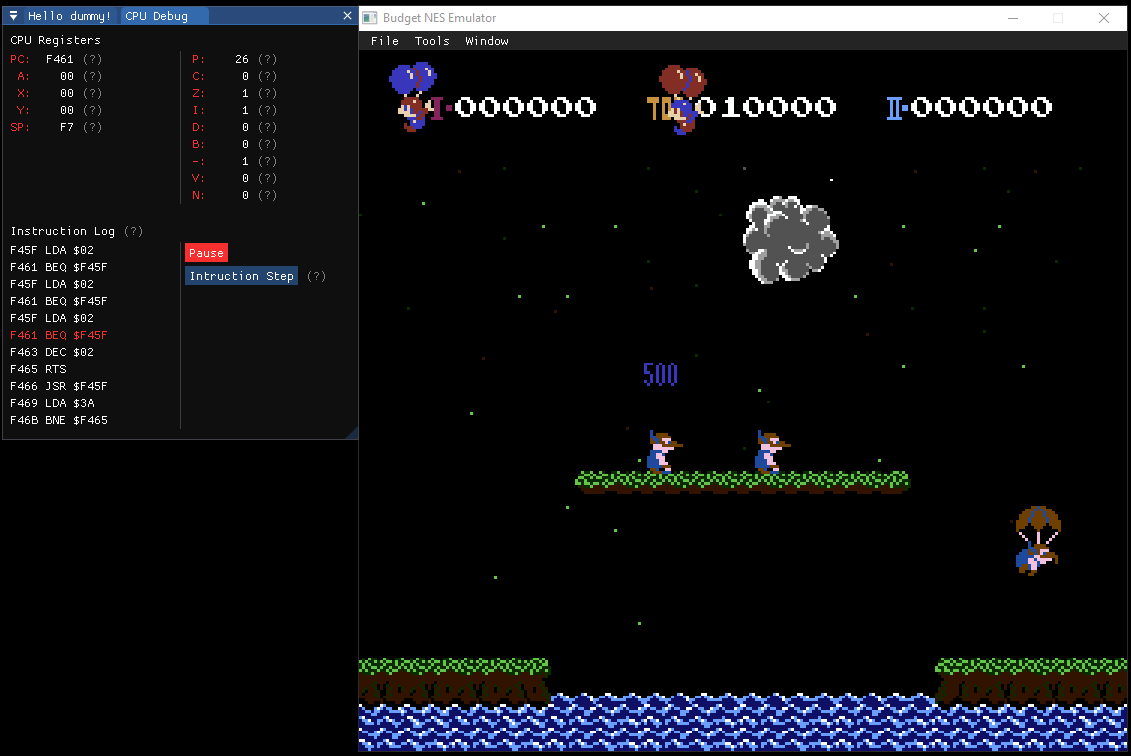 Hello dummy! CPU Debug
CPU Registers
PC: F461 (?)
A: 00 (?)
X: 00 (?)
Y: 00 (?)
SP: F7 (?)
P: 26 (?)
C: 0 (?)
Z: 1 (?)
I: 1 (?)
D: 0 (?)
B: 0 (?)
-: 1 (?)
V: 0 (?)
N: 0 (?)
Instruction Log (?)
F45F LDA $02
F461 BEQ $F45F
F45F LDA $02
F461 BEQ $F45F
F45F LDA $02
F461 BEQ $F45F
F463 DEC $02
F465 RTS
F466 JSR $F45F
F469 LDA $3A
F46B BNE $F465
Pause
Intruction Step (?)
Budget NES Emulator
File Tools Window
I-000000 010000 II-000000
500